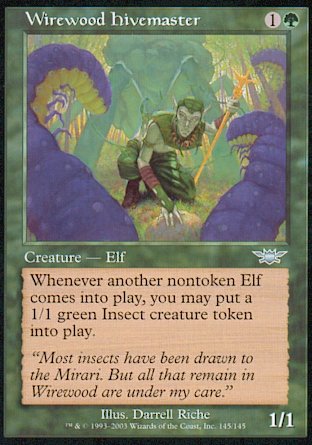 Wirewood Hivemaster 1
Creature — Elf
Whenever another nontoken Elf
comes into play, you may put a
1/1 green Insect creature token
into play.
“Most insects have been drawn to
the Mirari. But all that remain in
Wirewood are under my care.”
Illus. Darrell Riche
™ & © 1993-2003 Wizards of the Coast, Inc. 145/145
1/1